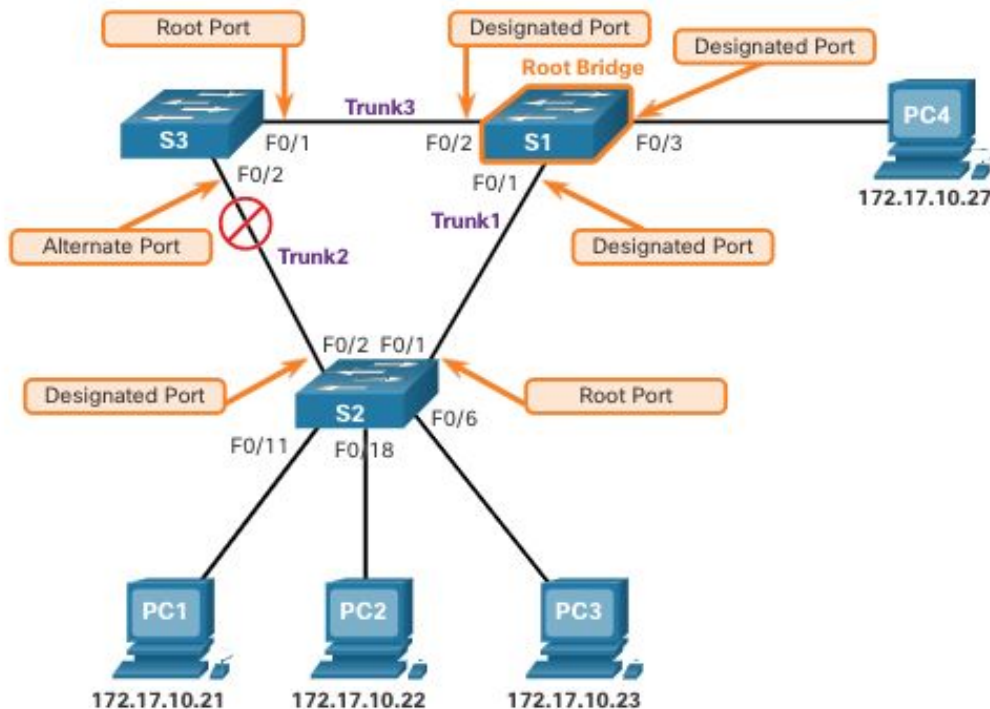 Root Port
Designated Port
Designated Port
Root Bridge
Trunk3
S3
F0/1
F0/2
S1
F0/3
PC4
172.17.10.27
F0/2
F0/1
Alternate Port
Trunk1
Designated Port
Trunk2
F0/2 F0/1
Designated Port
Root Port
S2
F0/6
F0/11
F0/18
PC1
PC2
PC3
172.17.10.21
172.17.10.22
172.17.10.23